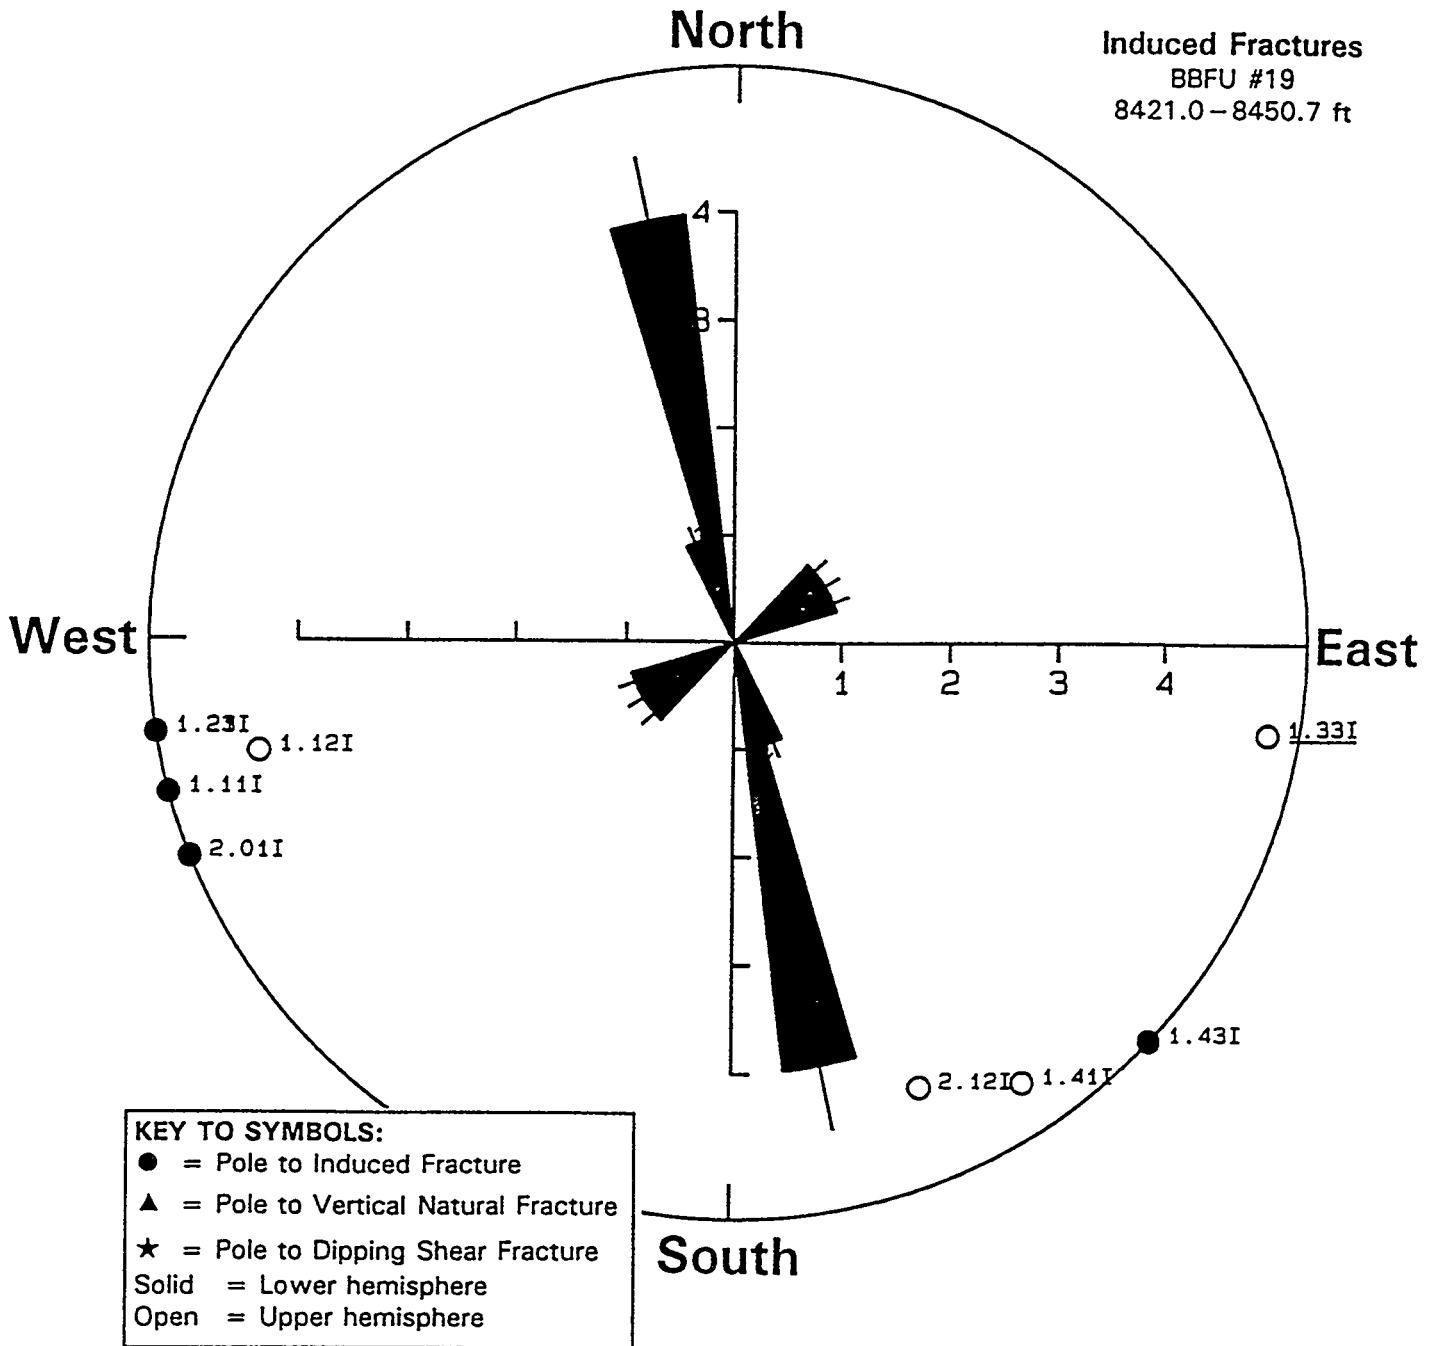 North
Induced Fractures
BBFU #19
8421.0–8450.7 ft
4
3
1
West
East
1 2 3 4
1.23I
1.12I
1.33I
1.11I
2.01I
1.43I
2.12I
1.41I
KEY TO SYMBOLS:
● = Pole to Induced Fracture
▲ = Pole to Vertical Natural Fracture
★ = Pole to Dipping Shear Fracture
Solid = Lower hemisphere
Open = Upper hemisphere
South